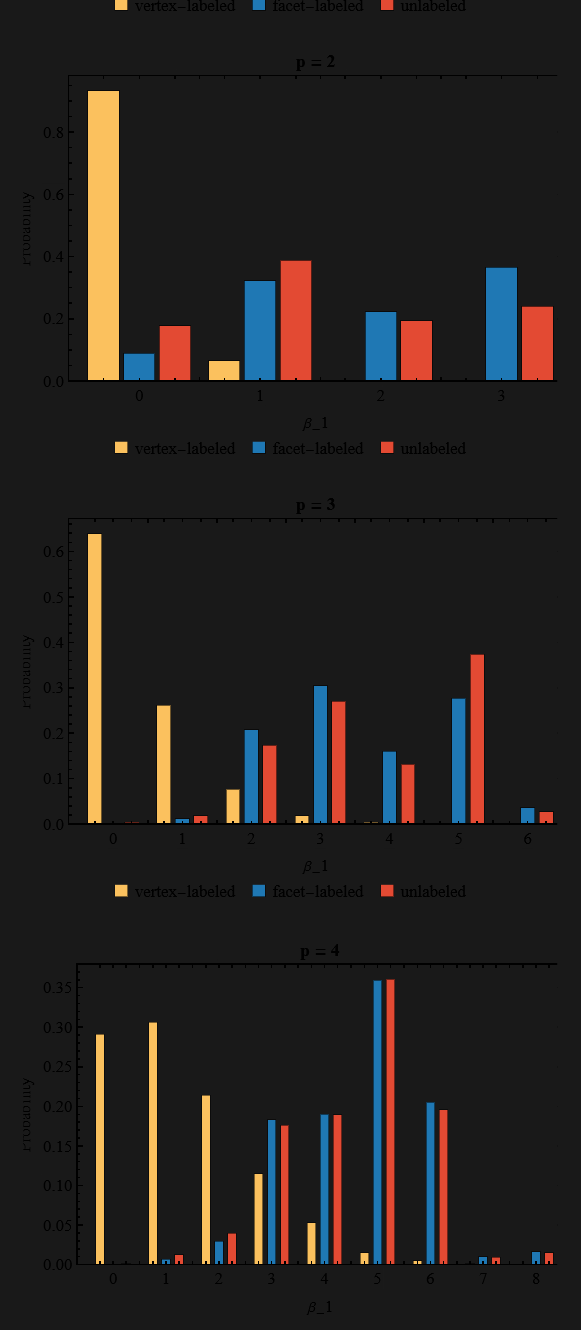 vertex-labeled facet-labeled unlabeled
p = 2
0.8
0.6
0.4
0.2
0.0
Probability
0 1 2 3
β_1
vertex-labeled facet-labeled unlabeled
p = 3
0.6
0.5
0.4
0.3
0.2
0.1
0.0
Probability
0 1 2 3 4 5 6
β_1
vertex-labeled facet-labeled unlabeled
p = 4
0.35
0.30
0.25
0.20
0.15
0.10
0.05
0.00
Probability
0 1 2 3 4 5 6 7 8
β_1